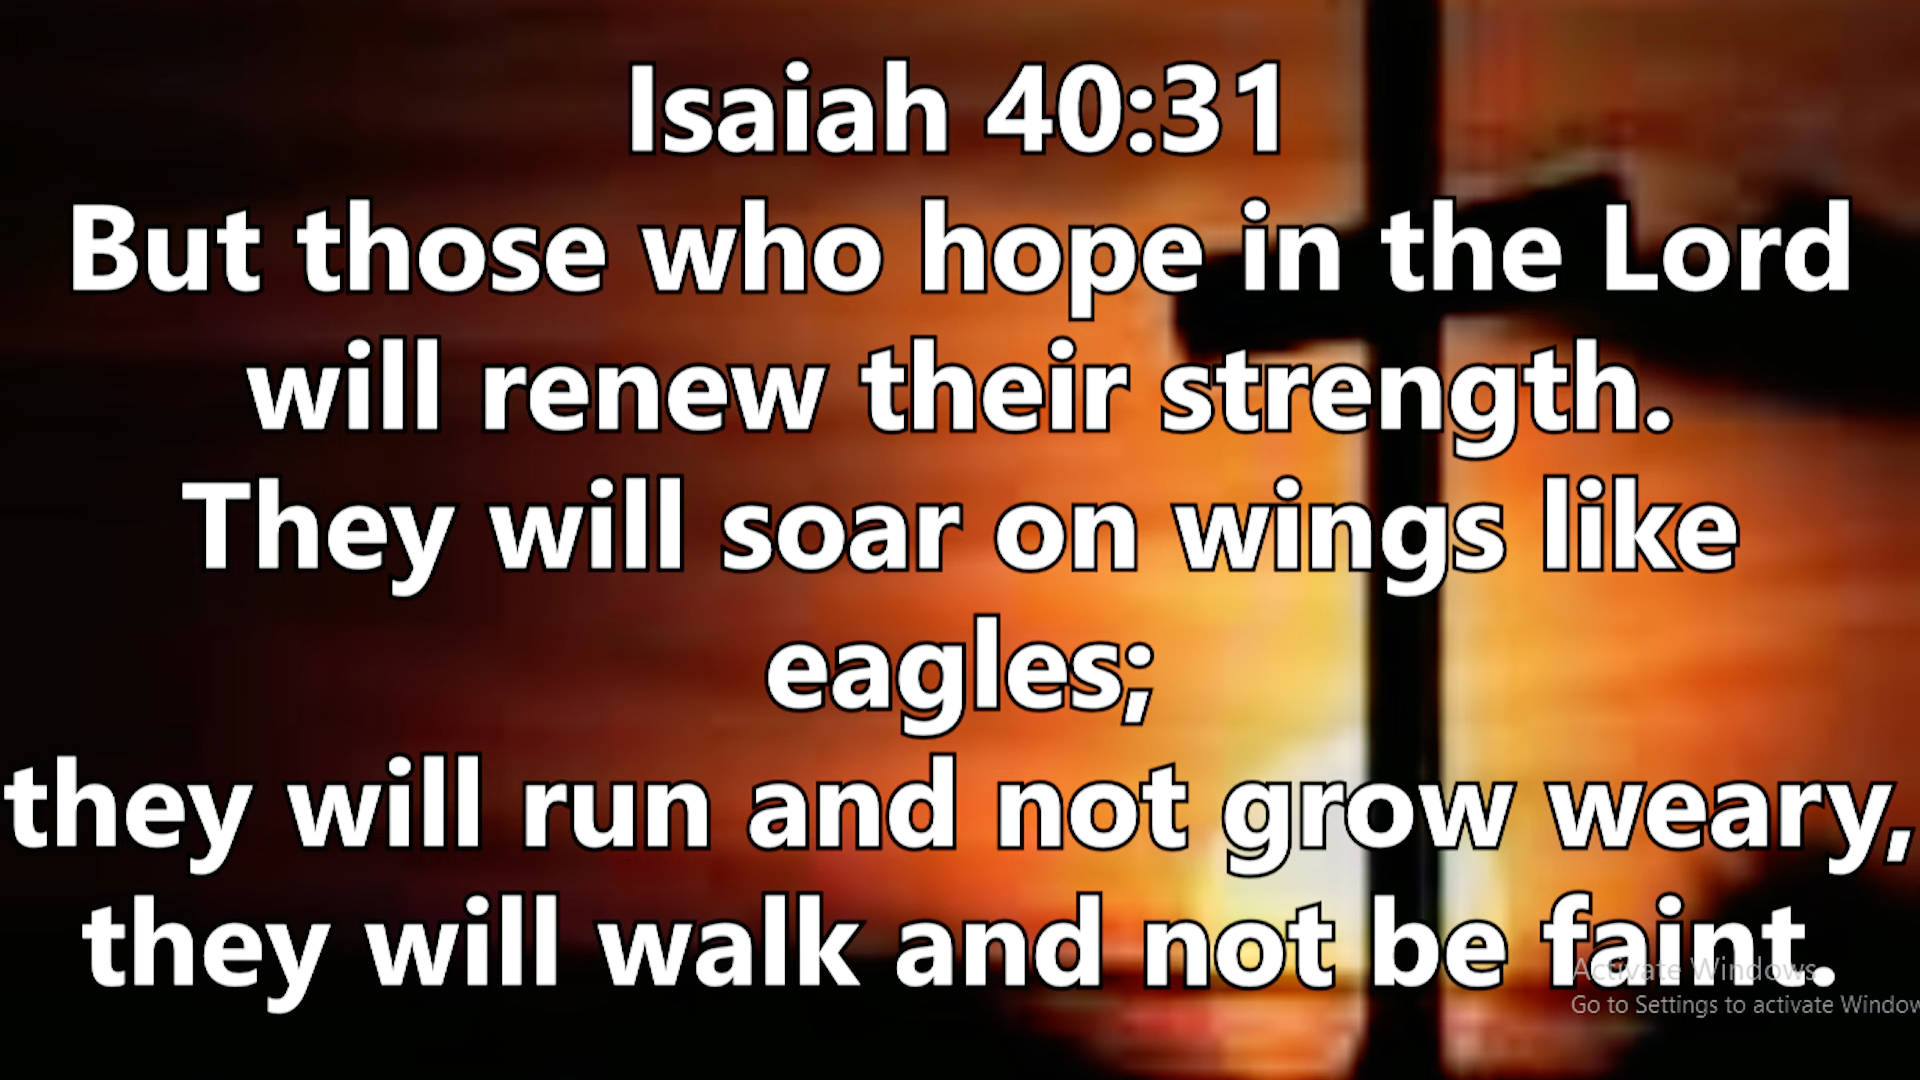 Isaiah 40:31
But those who hope in the Lord
will renew their strength.
They will soar on wings like
eagles;
they will run and not grow weary,
they will walk and not be faint.
Activate Windows
Go to Settings to activate Window